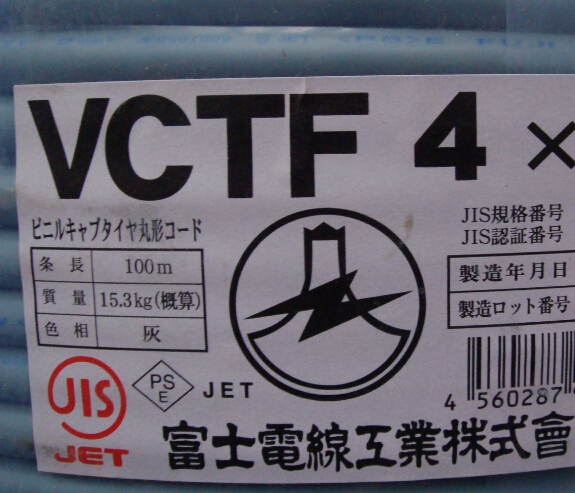 VCTF 4 ×
ビニルキャブタイヤ丸形コード
条長 100m
質量 15.3kg(概算)
色相 灰
JIS規格番号
JIS認証番号
製造年月日
製造ロット番号
JIS
JET
PS
E
JET
4 560287
富士電線工業株式會